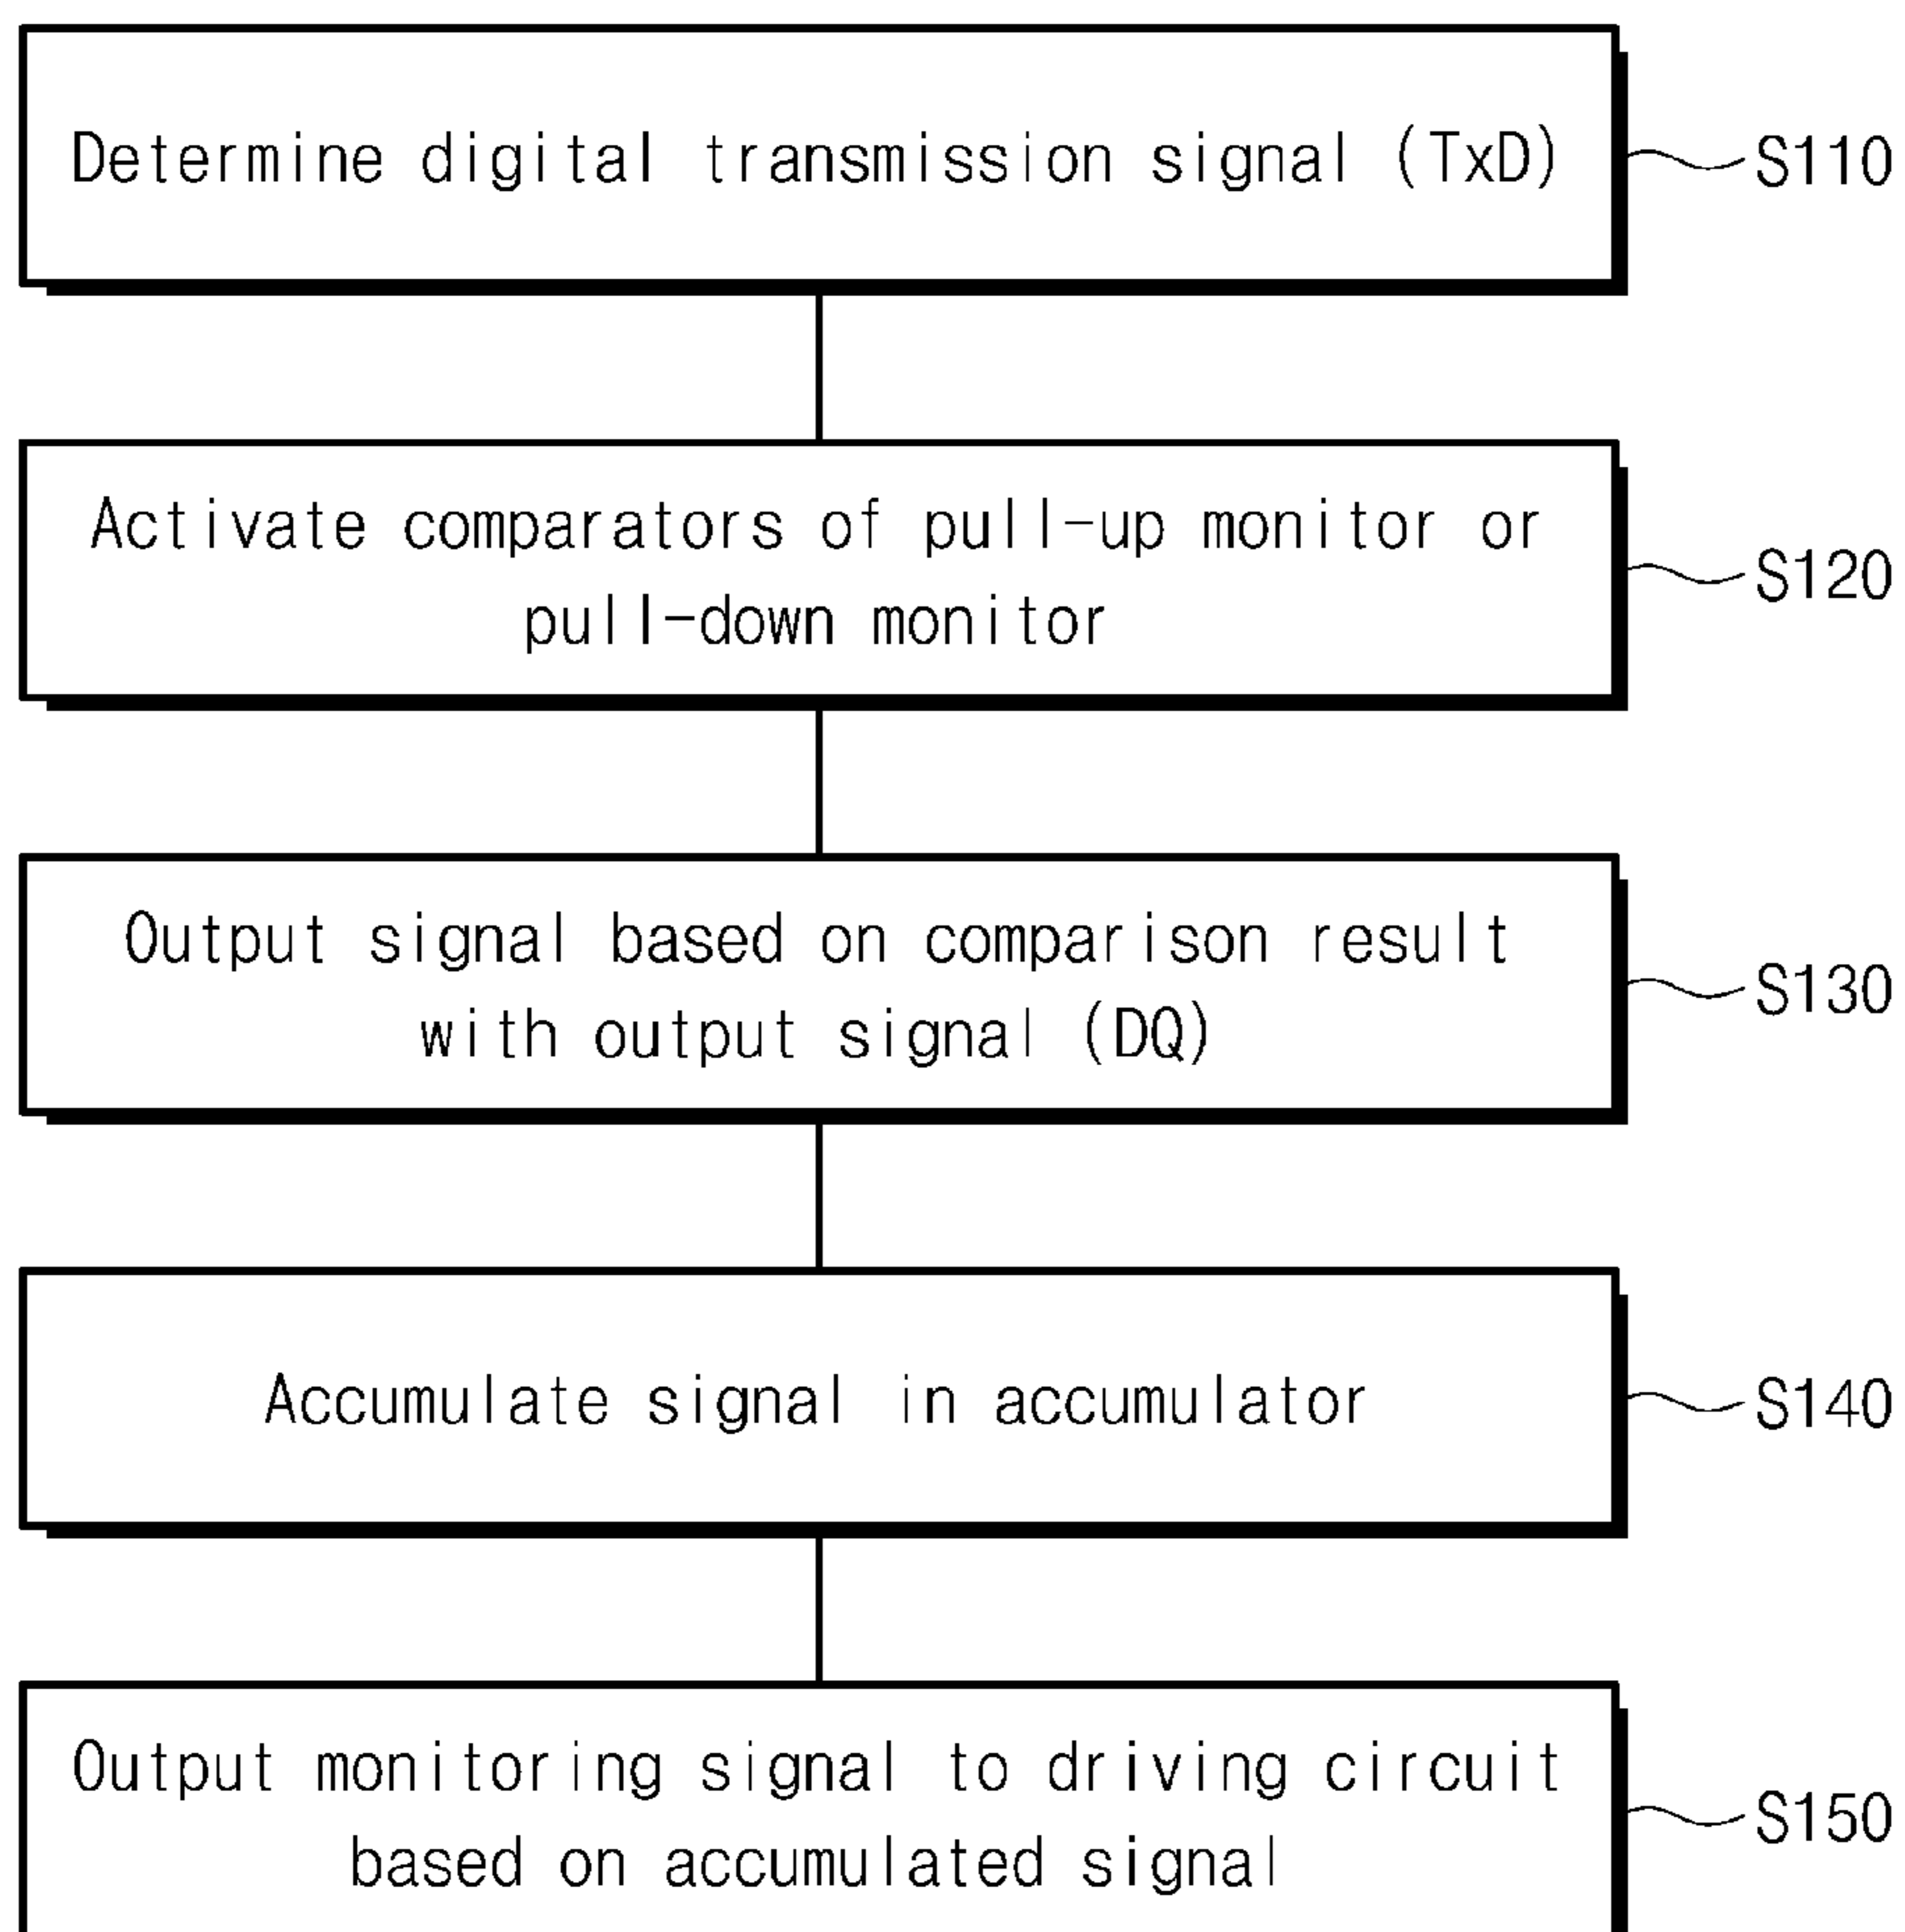 Determine digital transmission signal (TxD)
S110
Activate comparators of pull-up monitor or
pull-down monitor
S120
Output signal based on comparison result
with output signal (DQ)
S130
Accumulate signal in accumulator
S140
Output monitoring signal to driving circuit
based on accumulated signal
S150